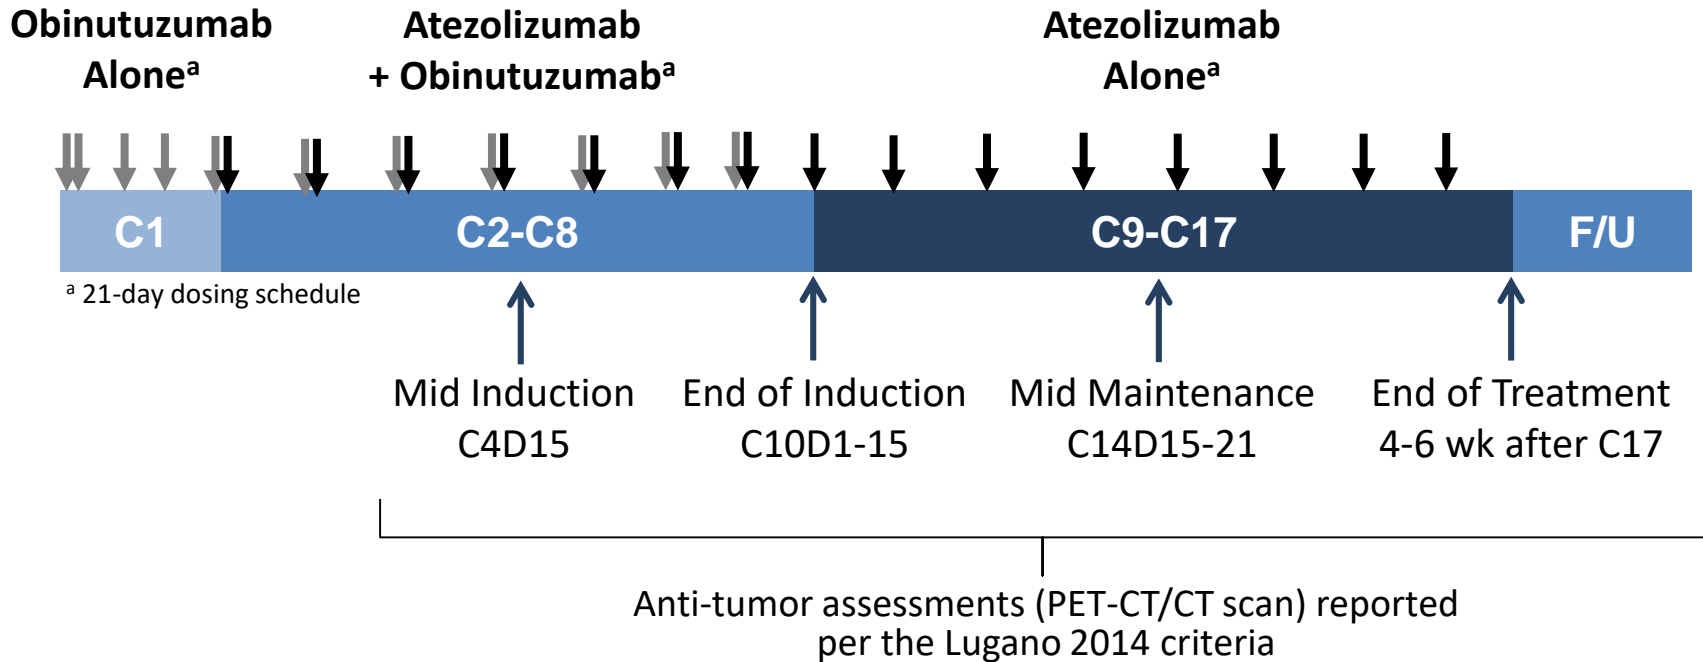 Obinutuzumab
Aloneᵃ
Atezolizumab
+ Obinutuzumabᵃ
Atezolizumab
Aloneᵃ
C1
C2-C8
C9-C17
F/U
ᵃ 21-day dosing schedule
Mid Induction
C4D15
End of Induction
C10D1-15
Mid Maintenance
C14D15-21
End of Treatment
4-6 wk after C17
Anti-tumor assessments (PET-CT/CT scan) reported
per the Lugano 2014 criteria